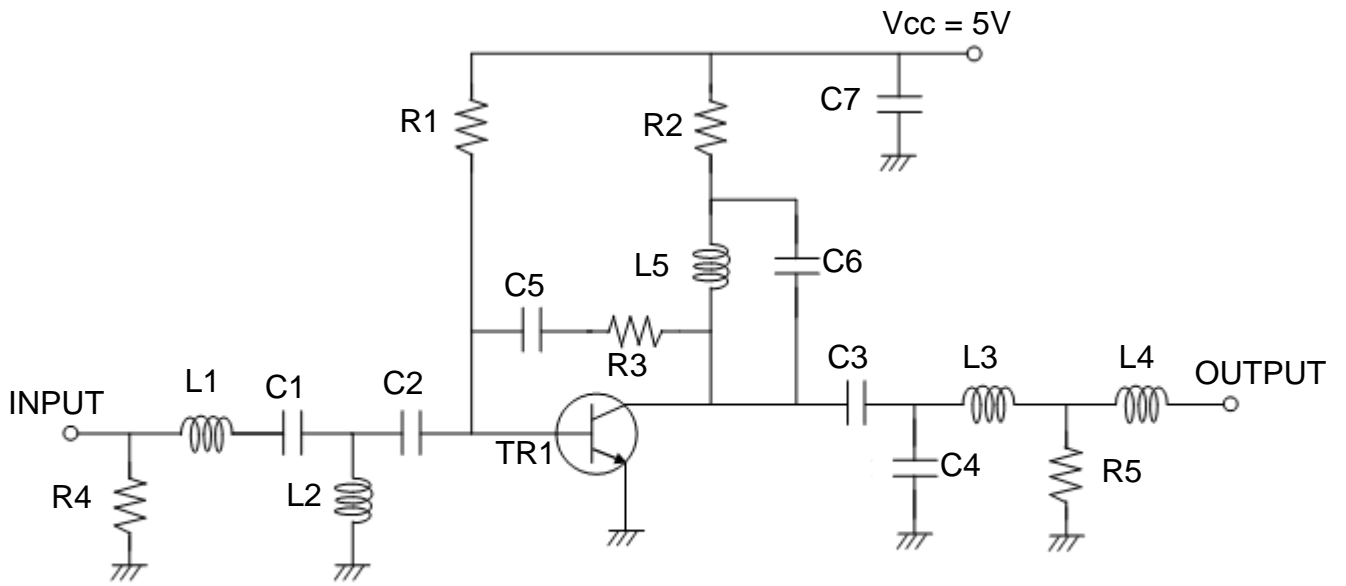 Vcc = 5V
C7
R1
R2
L5
C6
C5
R3
C3
L3
L4
OUTPUT
L1
C1
C2
INPUT
TR1
C4
R5
R4
L2